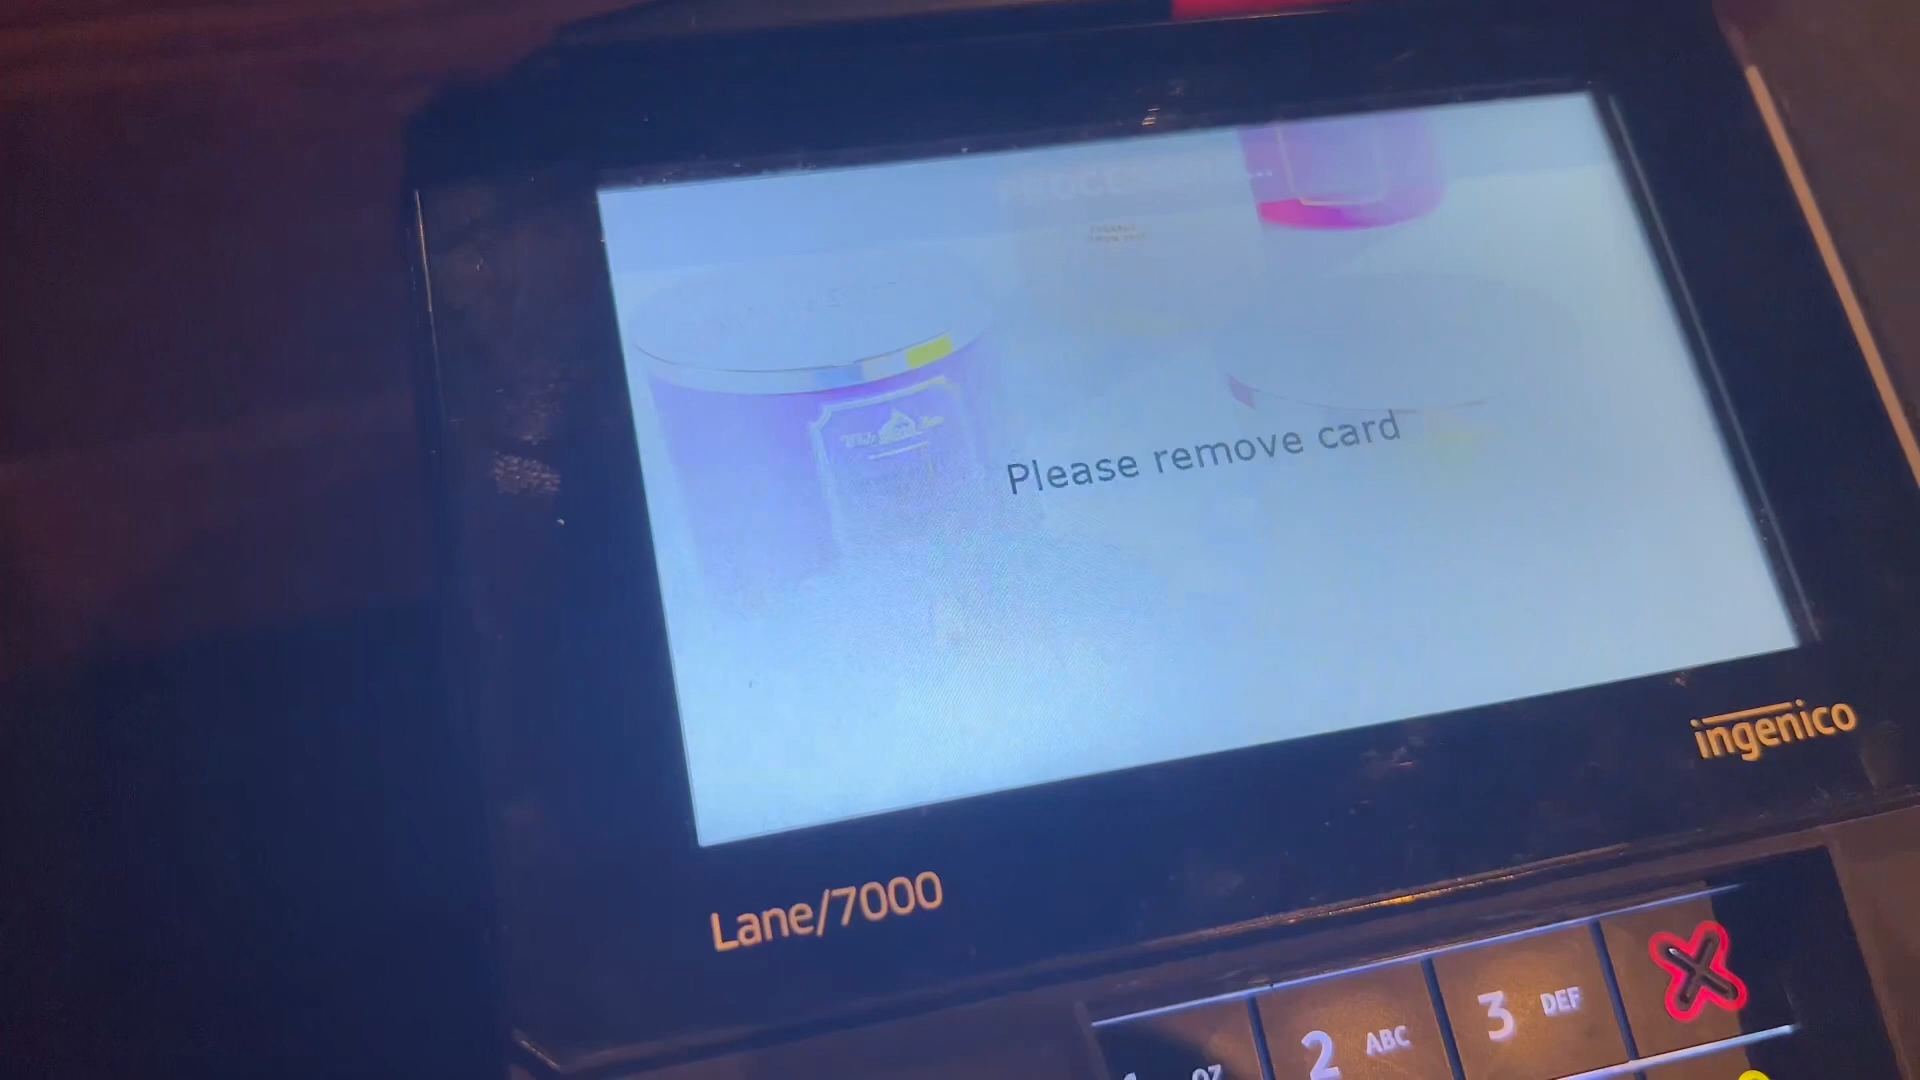 Please remove card
ingenico
Lane/7000
2 ABC
3 DEF